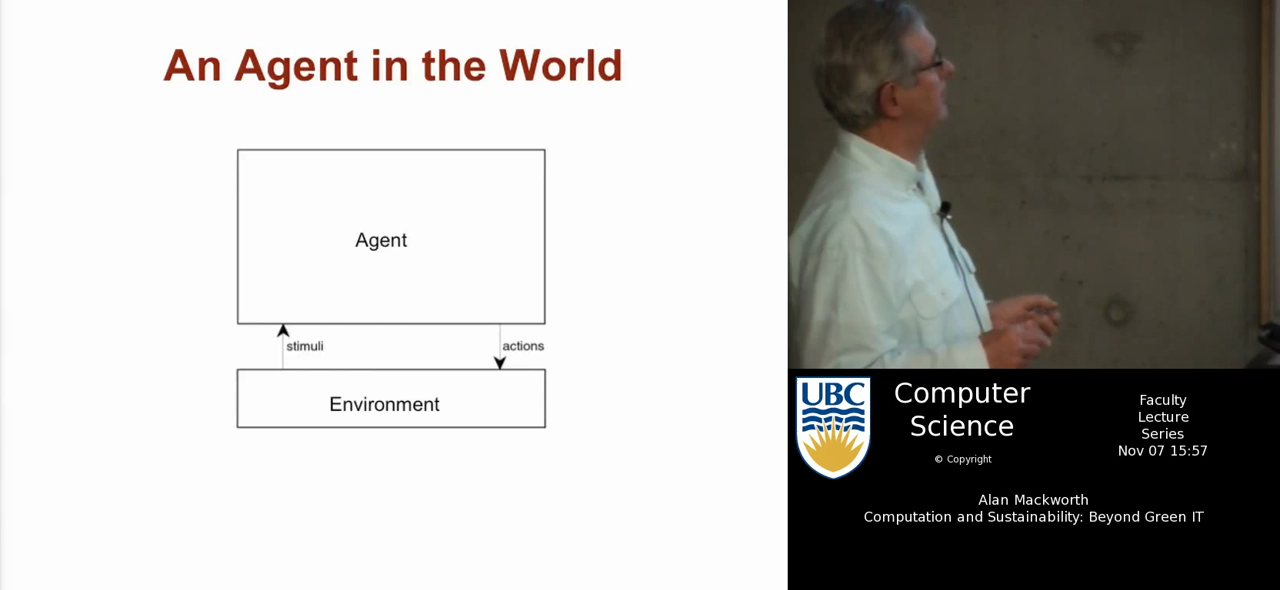 An Agent in the World
Agent
stimuli
actions
Environment
UBC
Computer
Science
© Copyright
Faculty
Lecture
Series
Nov 07 15:57
Alan Mackworth
Computation and Sustainability: Beyond Green IT